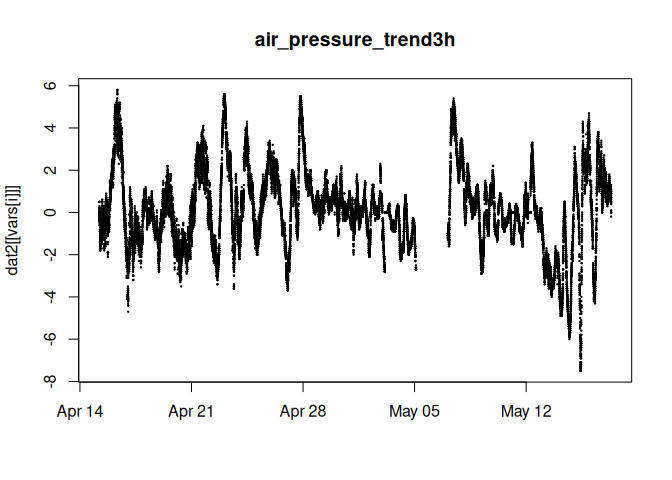 air_pressure_trend3h
dat2[[vars[i]]]
6
4
2
0
-2
-4
-6
-8
Apr 14
Apr 21
Apr 28
May 05
May 12